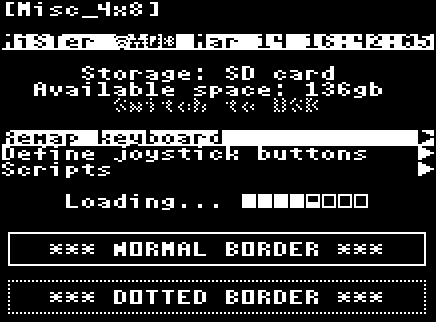 [Misc_4x8]
MiSTer Mar 14 16:42:05
Storage: SD card
Available space: 136gb
Switch to USB
Remap keyboard
Define joystick buttons
Scripts
Loading...
*** NORMAL BORDER ***
*** DOTTED BORDER ***